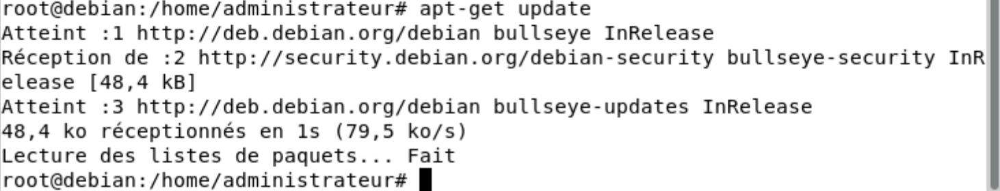 root@debian:/home/administrateur# apt-get update
Atteint :1 http://deb.debian.org/debian bullseye InRelease
Réception de :2 http://security.debian.org/debian-security bullseye-security InR
elease [48,4 kB]
Atteint :3 http://deb.debian.org/debian bullseye-updates InRelease
48,4 ko réceptionnés en 1s (79,5 ko/s)
Lecture des listes de paquets... Fait
root@debian:/home/administrateur#